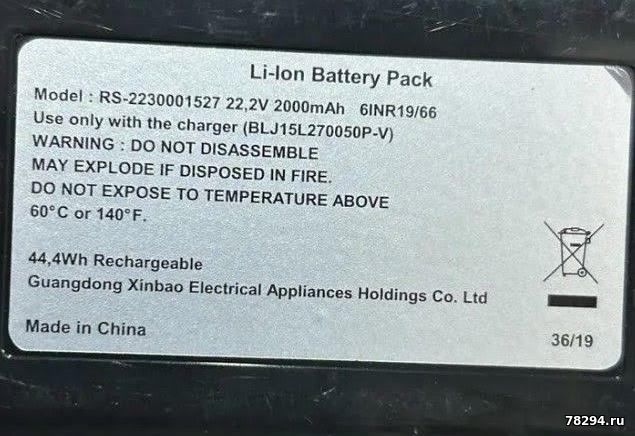 Li-Ion Battery Pack
Model : RS-2230001527 22,2V 2000mAh 6INR19/66
Use only with the charger (BLJ15L270050P-V)
WARNING : DO NOT DISASSEMBLE
MAY EXPLODE IF DISPOSED IN FIRE.
DO NOT EXPOSE TO TEMPERATURE ABOVE
60°C or 140°F.
44,4Wh Rechargeable
Guangdong Xinbao Electrical Appliances Holdings Co. Ltd
Made in China
36/19
78294.ru